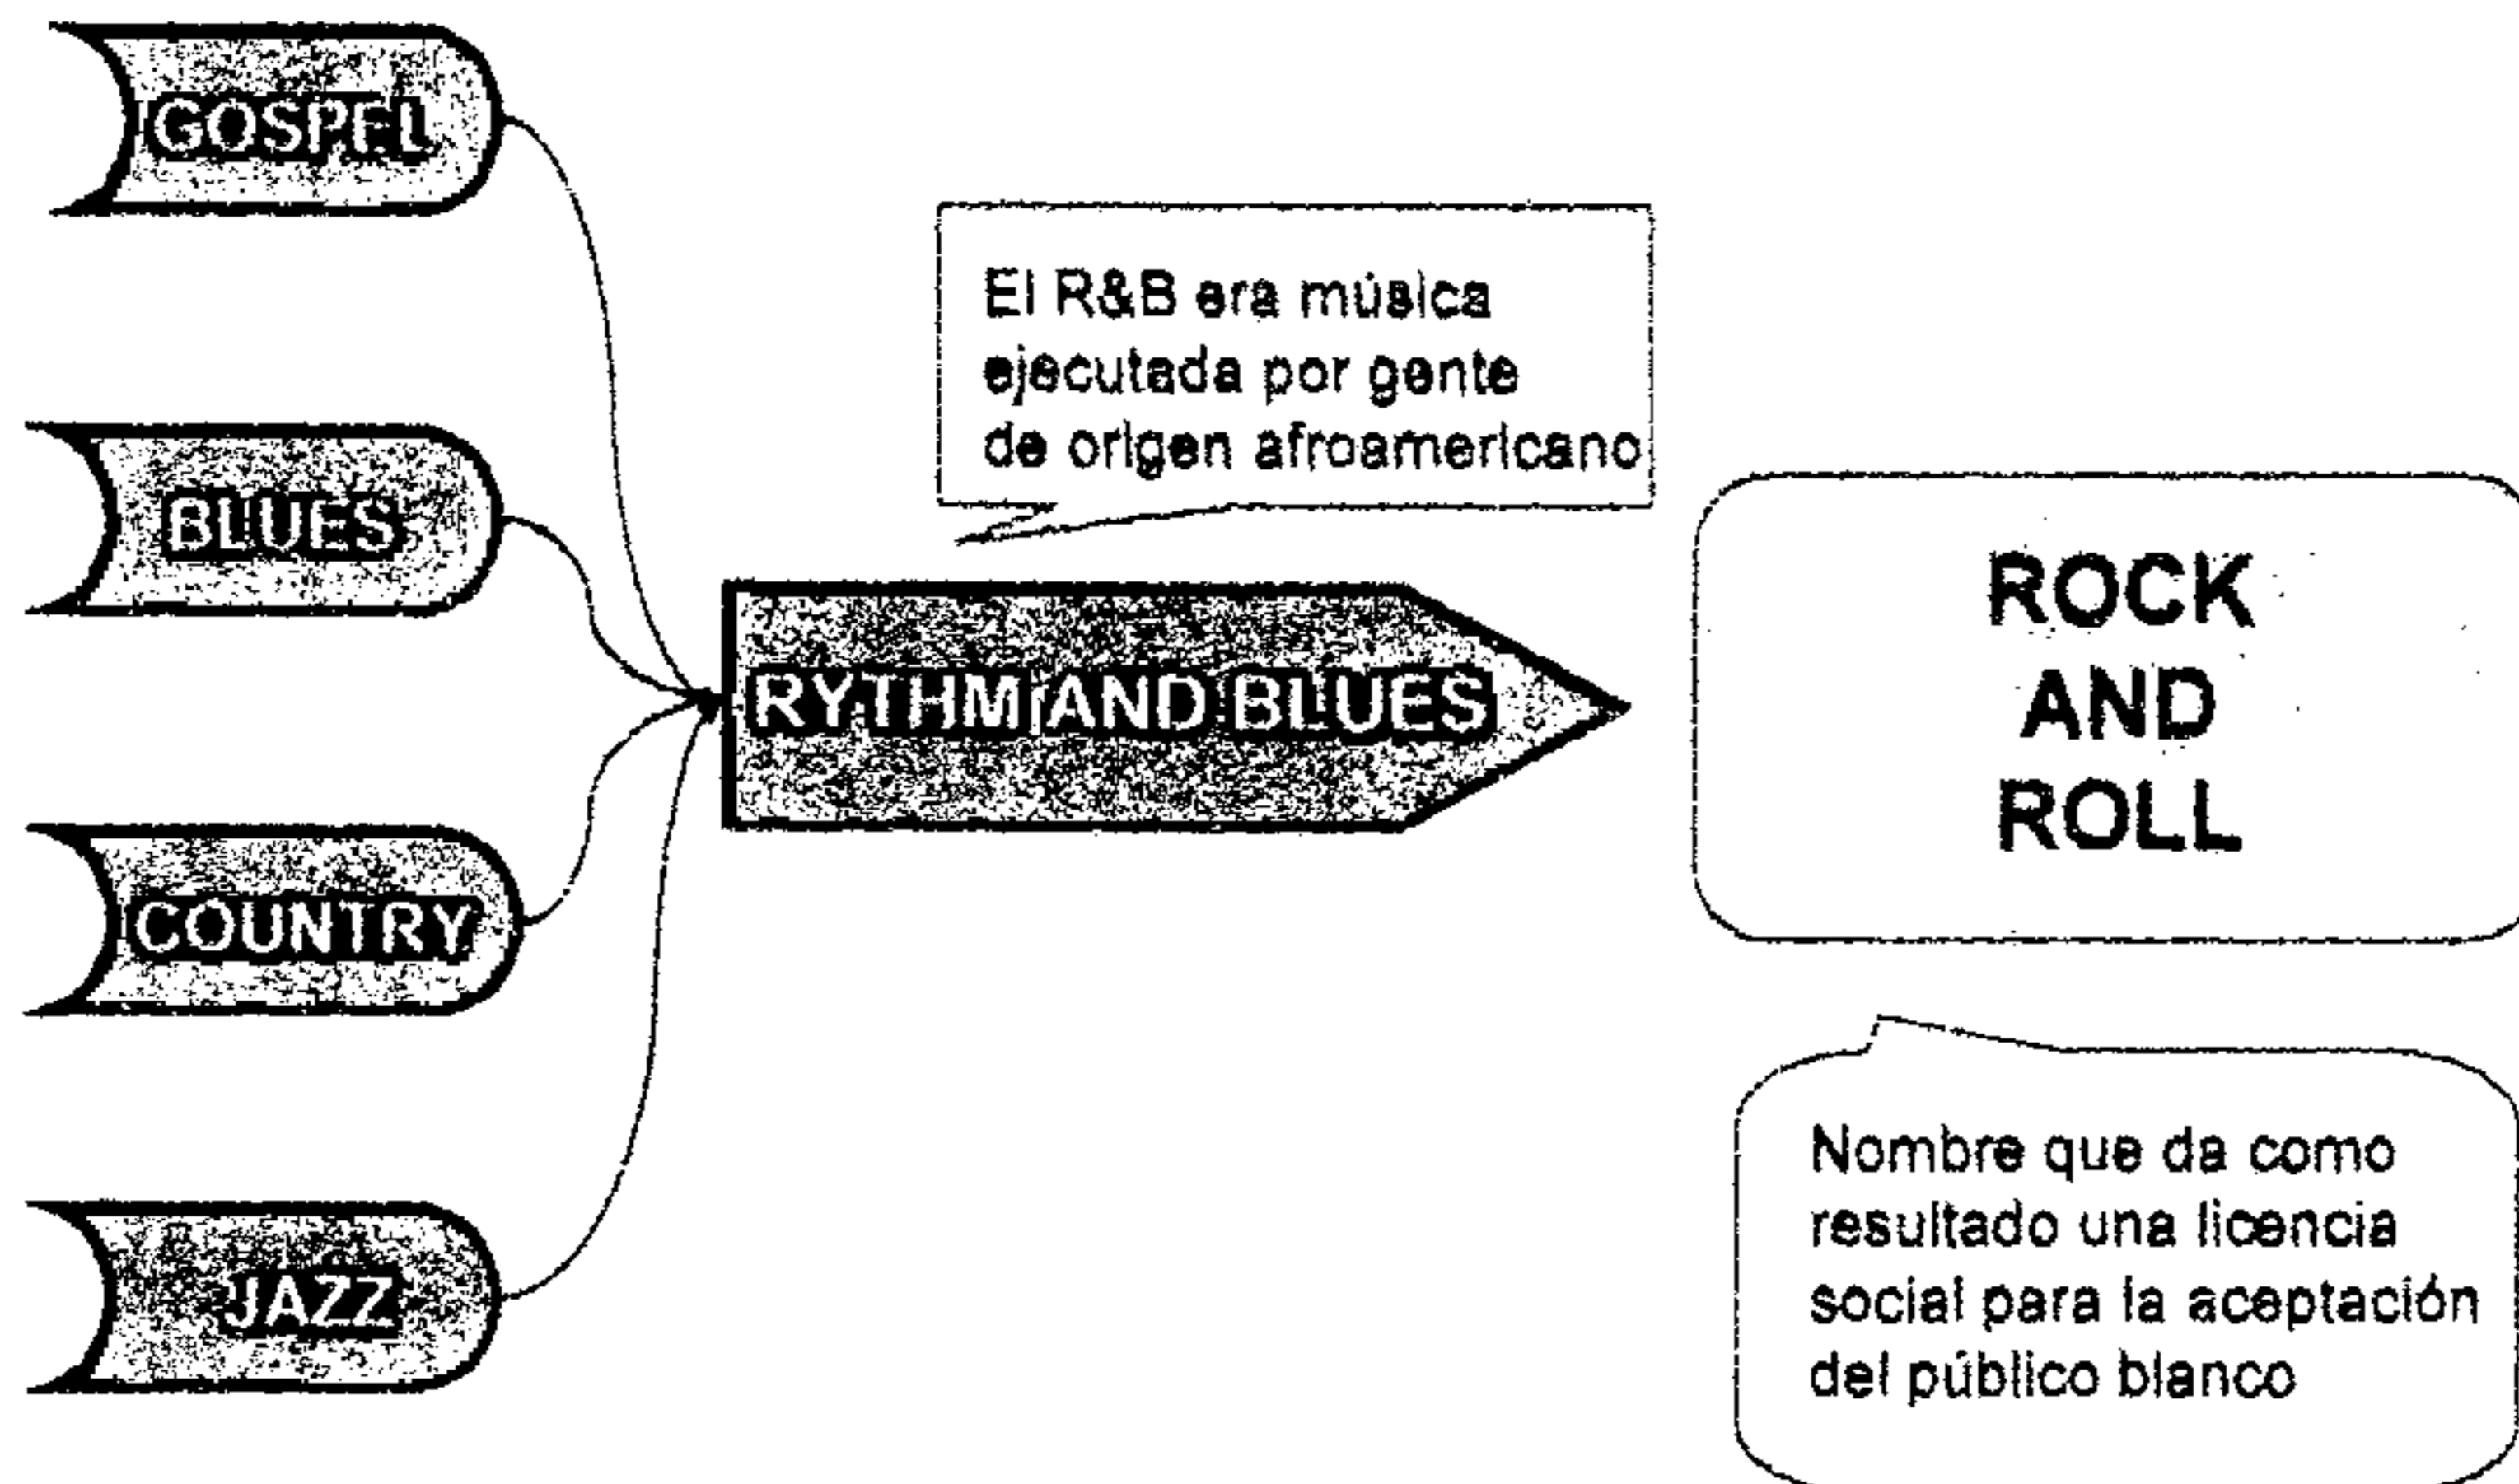 GOSPEL
BLUES
COUNTRY
JAZZ
El R&B era música
ejecutada por gente
de origen afroamericano
RYTHM AND BLUES
ROCK
AND
ROLL
Nombre que da como
resultado una licencia
social para la aceptación
del público blanco